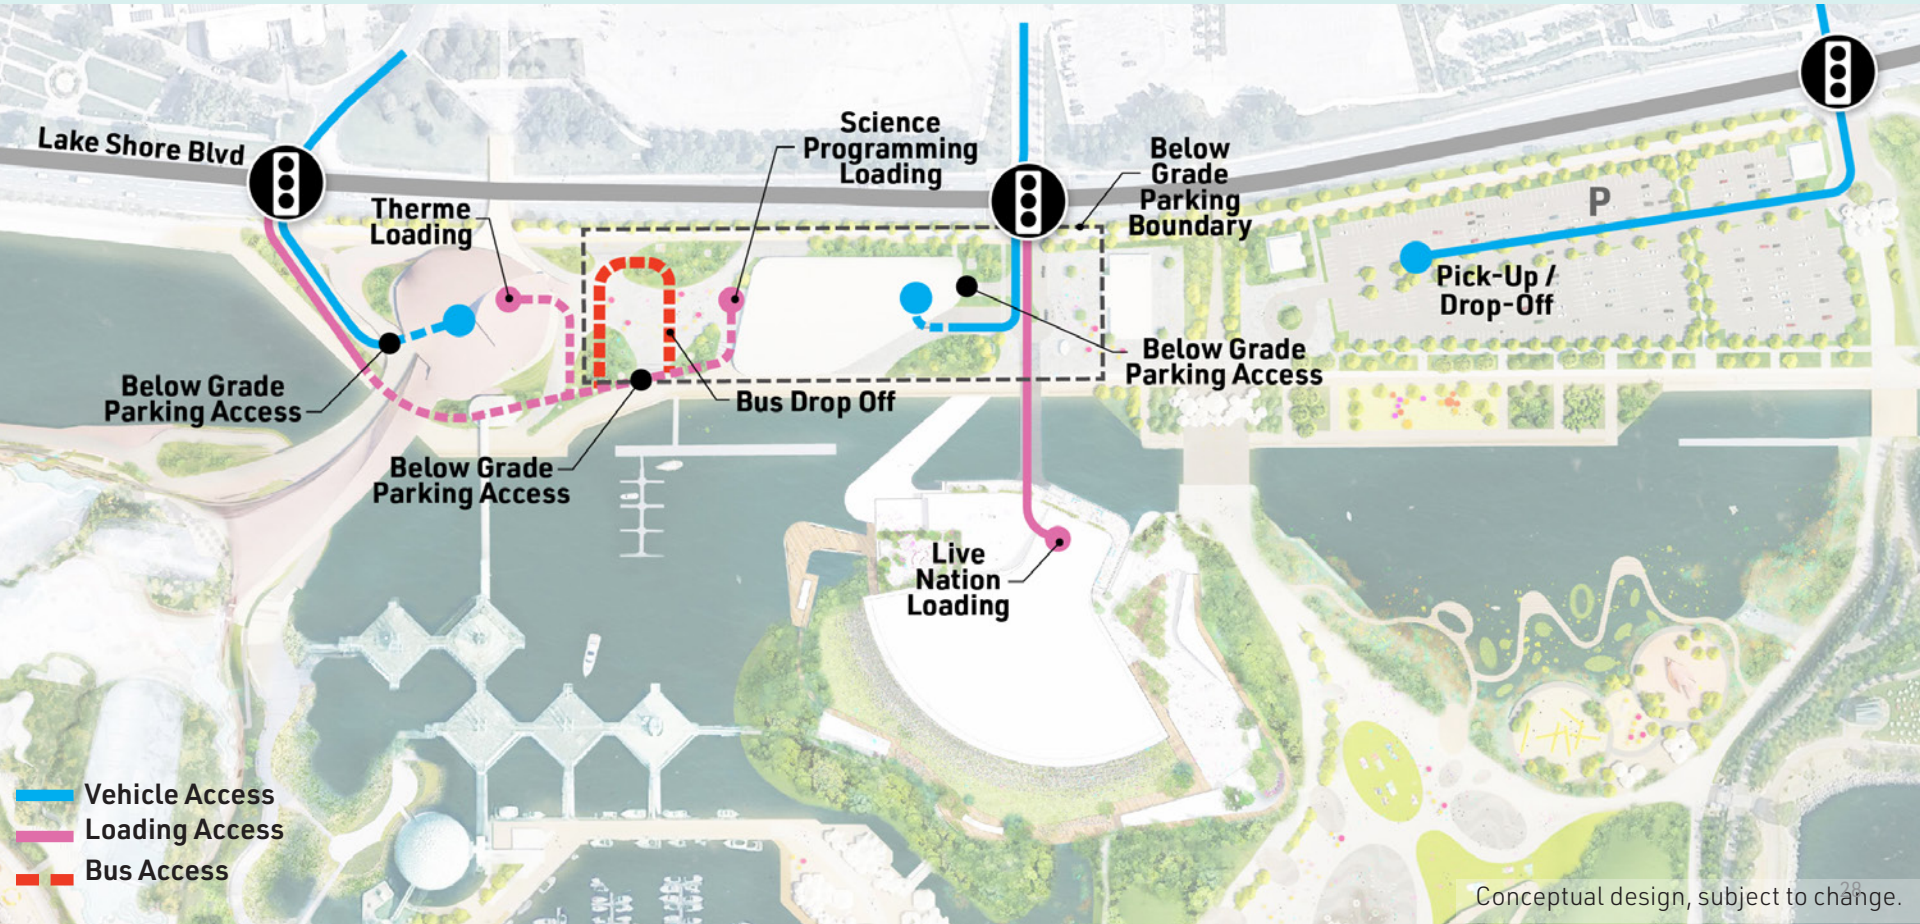 Lake Shore Blvd
Therme
Loading
Science
Programming
Loading
Below
Grade
Parking
Boundary
P
Pick-Up /
Drop-Off
Below Grade
Parking Access
Below Grade
Parking Access
Bus Drop Off
Below Grade
Parking Access
Live
Nation
Loading
Vehicle Access
Loading Access
Bus Access
28
Conceptual design, subject to change.